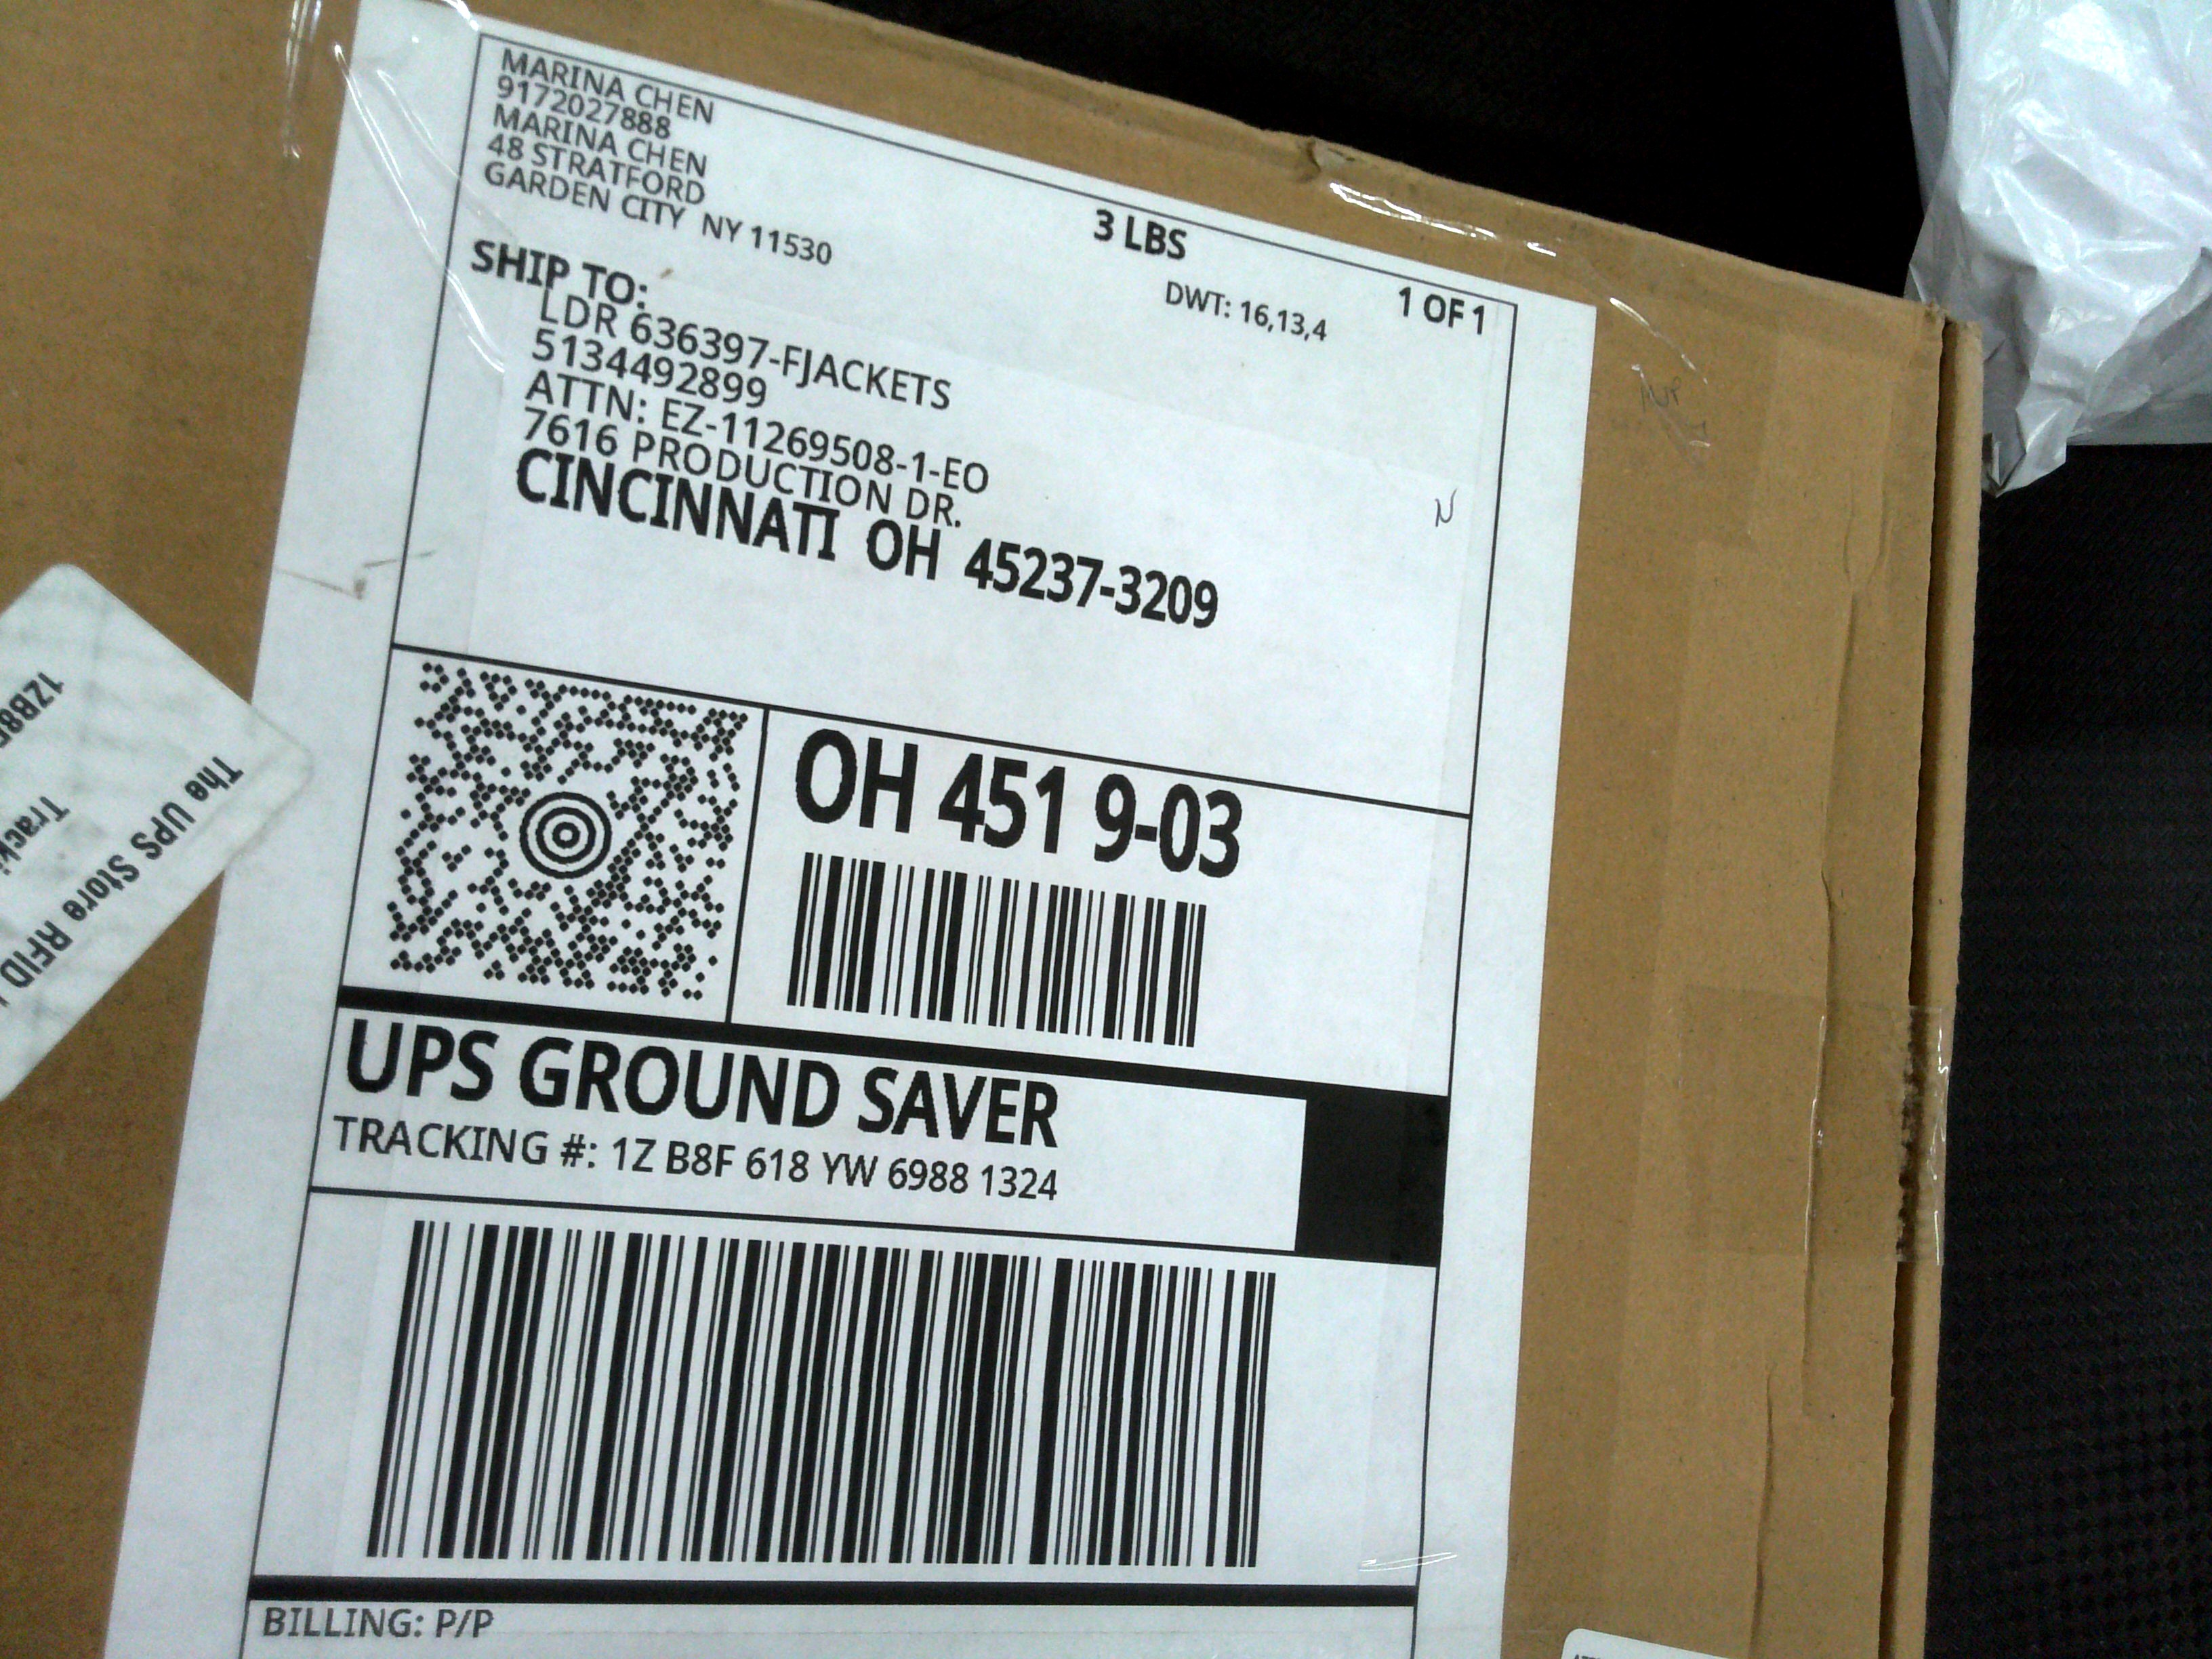 MARINA CHEN
9172027888
MARINA CHEN
48 STRATFORD
GARDEN CITY NY 11530
3 LBS
1 OF 1
DWT: 16,13,4
SHIP TO:
LDR 636397-FJACKETS
5134492899
ATTN: EZ-11269508-1-EO
7616 PRODUCTION DR.
CINCINNATI OH 45237-3209
N
OH 451 9-03
UPS GROUND SAVER
TRACKING #: 1Z B8F 618 YW 6988 1324
BILLING: P/P
The UPS Store RFID
Tracki
1ZB8